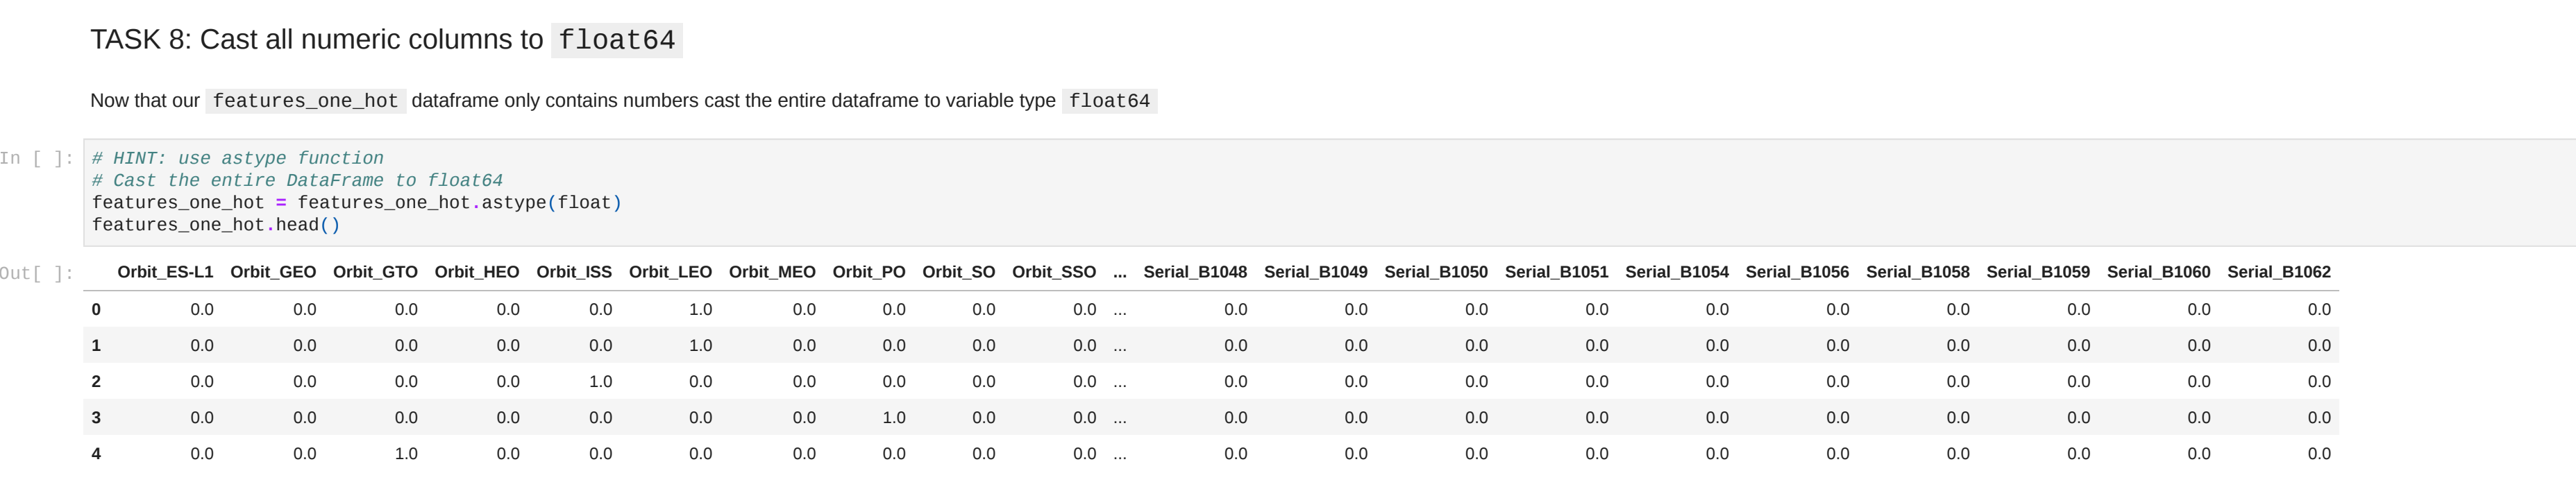 TASK 8: Cast all numeric columns to float64
Now that our features_one_hot dataframe only contains numbers cast the entire dataframe to variable type float64
In [ ]: # HINT: use astype function
# Cast the entire DataFrame to float64
features_one_hot = features_one_hot.astype(float)
features_one_hot.head()
Out[ ]: Orbit_ES-L1 Orbit_GEO Orbit_GTO Orbit_HEO Orbit_ISS Orbit_LEO Orbit_MEO Orbit_PO Orbit_SO Orbit_SSO ... Serial_B1048 Serial_B1049 Serial_B1050 Serial_B1051 Serial_B1054 Serial_B1056 Serial_B1058 Serial_B1059 Serial_B1060 Serial_B1062
0 0.0 0.0 0.0 0.0 0.0 1.0 0.0 0.0 0.0 0.0 ... 0.0 0.0 0.0 0.0 0.0 0.0 0.0 0.0 0.0 0.0
1 0.0 0.0 0.0 0.0 0.0 1.0 0.0 0.0 0.0 0.0 ... 0.0 0.0 0.0 0.0 0.0 0.0 0.0 0.0 0.0 0.0
2 0.0 0.0 0.0 0.0 1.0 0.0 0.0 0.0 0.0 0.0 ... 0.0 0.0 0.0 0.0 0.0 0.0 0.0 0.0 0.0 0.0
3 0.0 0.0 0.0 0.0 0.0 0.0 0.0 1.0 0.0 0.0 ... 0.0 0.0 0.0 0.0 0.0 0.0 0.0 0.0 0.0 0.0
4 0.0 0.0 1.0 0.0 0.0 0.0 0.0 0.0 0.0 0.0 ... 0.0 0.0 0.0 0.0 0.0 0.0 0.0 0.0 0.0 0.0